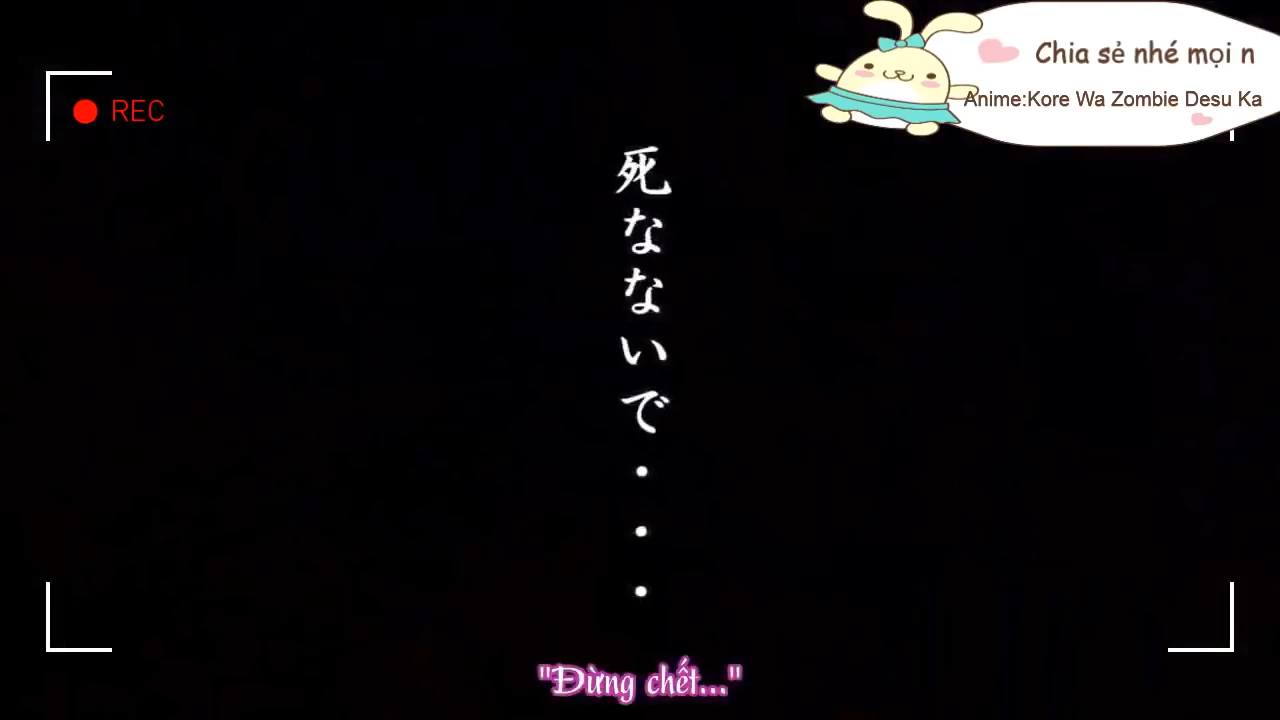 Chia sẻ nhé mọi n
Anime:Kore Wa Zombie Desu Ka
REC
死なないで・・・
"Đừng chết..."